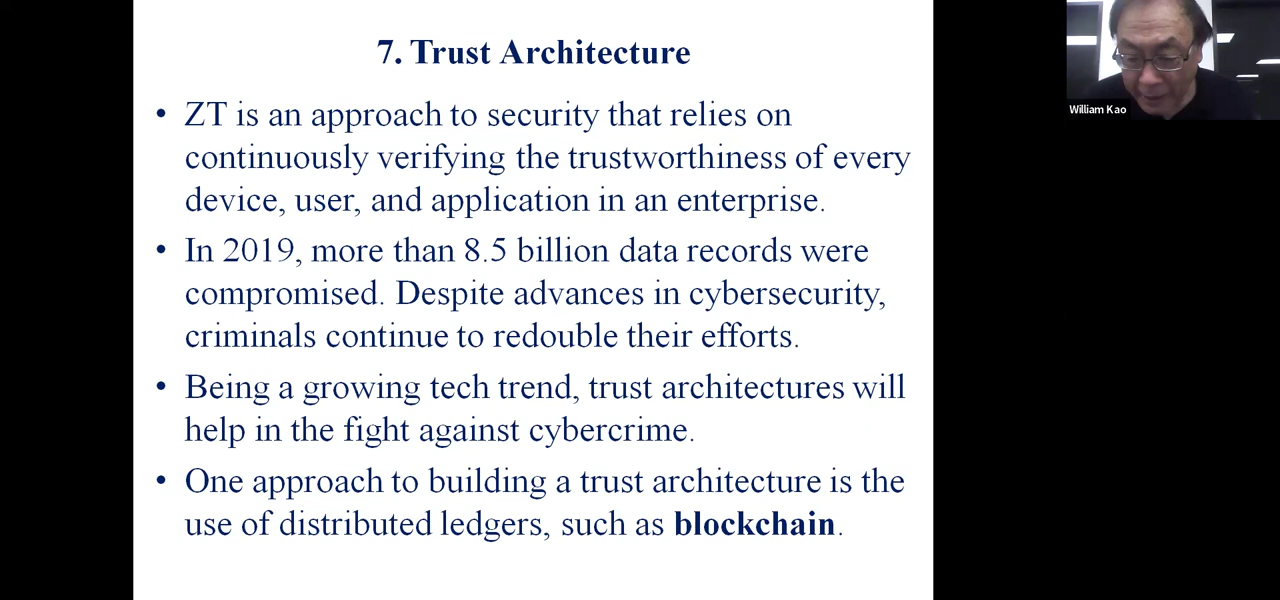 7. Trust Architecture
• ZT is an approach to security that relies on
continuously verifying the trustworthiness of every
device, user, and application in an enterprise.
• In 2019, more than 8.5 billion data records were
compromised. Despite advances in cybersecurity,
criminals continue to redouble their efforts.
• Being a growing tech trend, trust architectures will
help in the fight against cybercrime.
• One approach to building a trust architecture is the
use of distributed ledgers, such as blockchain.
William Kao